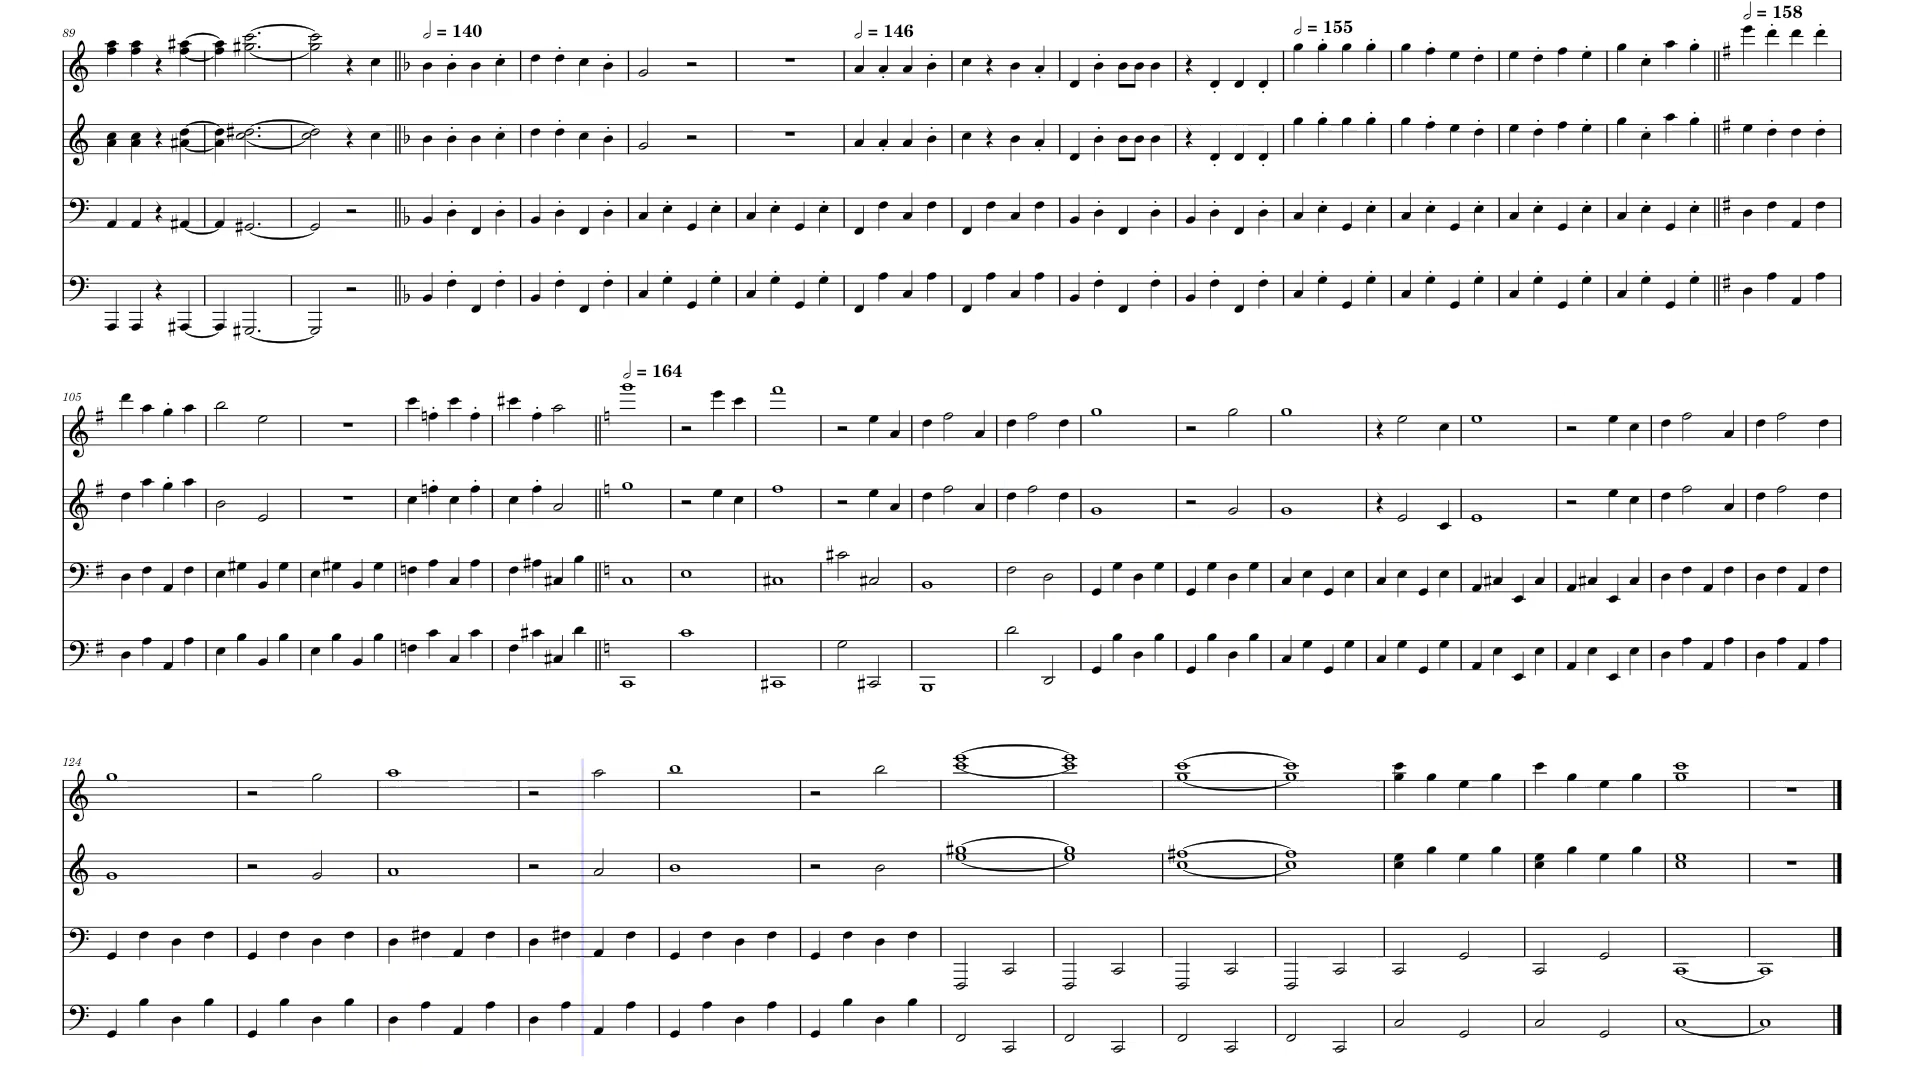 89
𝅗𝅥 = 140
𝅗𝅥 = 146
𝅗𝅥 = 155
𝅗𝅥 = 158
105
𝅗𝅥 = 164
124